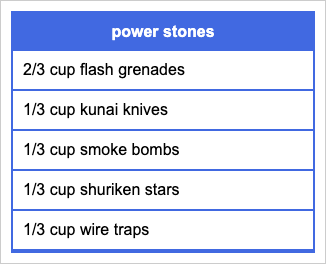 power stones
2/3 cup flash grenades
1/3 cup kunai knives
1/3 cup smoke bombs
1/3 cup shuriken stars
1/3 cup wire traps